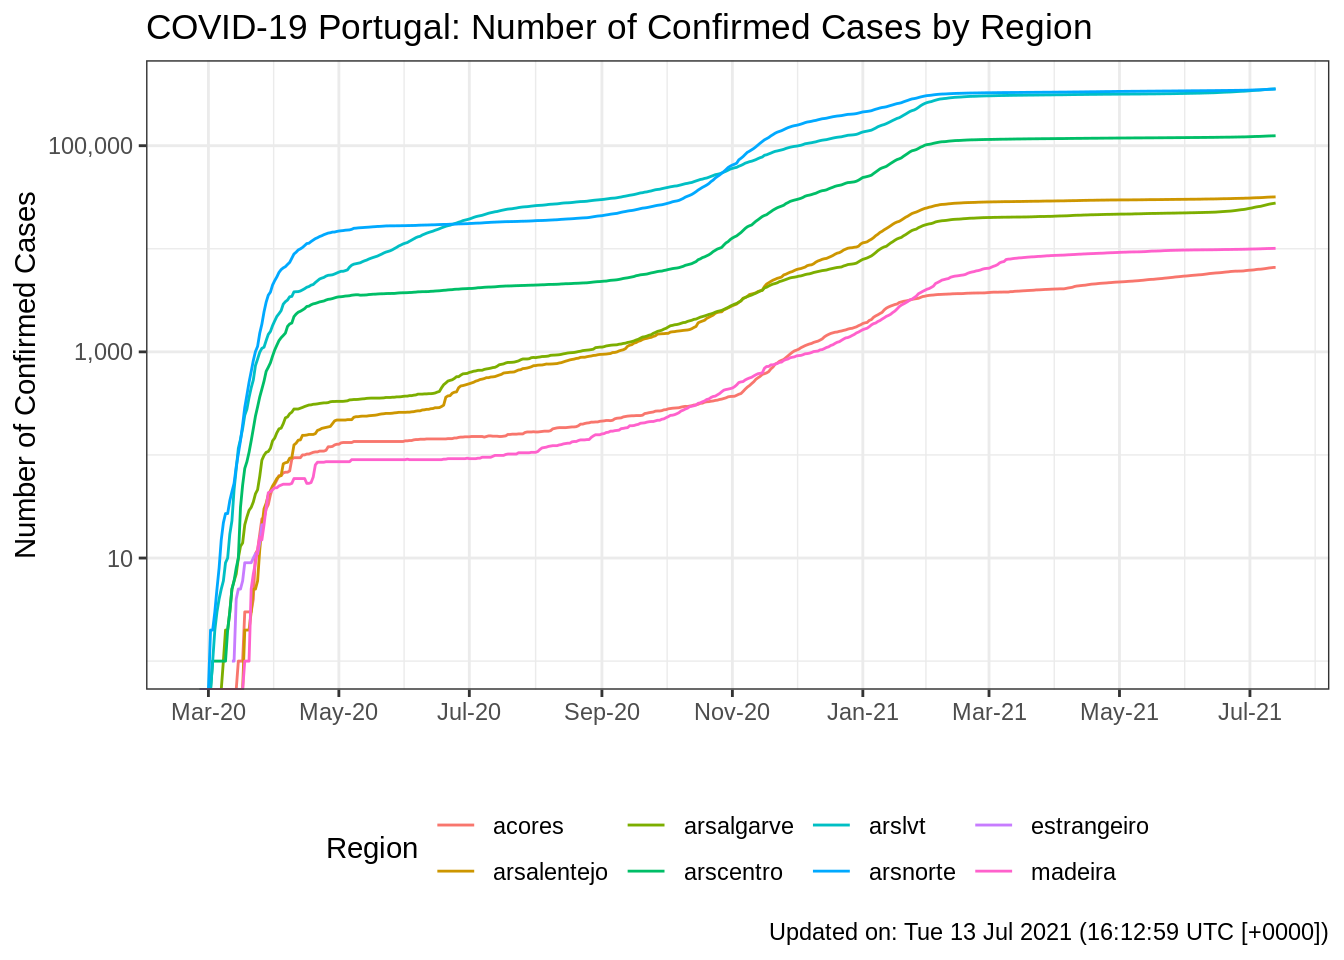 COVID-19 Portugal: Number of Confirmed Cases by Region
Number of Confirmed Cases
100,000
1,000
10
Mar-20 May-20 Jul-20 Sep-20 Nov-20 Jan-21 Mar-21 May-21 Jul-21
Region
acores arsalgarve arslvt estrangeiro
arsalentejo arscentro arsnorte madeira
Updated on: Tue 13 Jul 2021 (16:12:59 UTC [+0000])